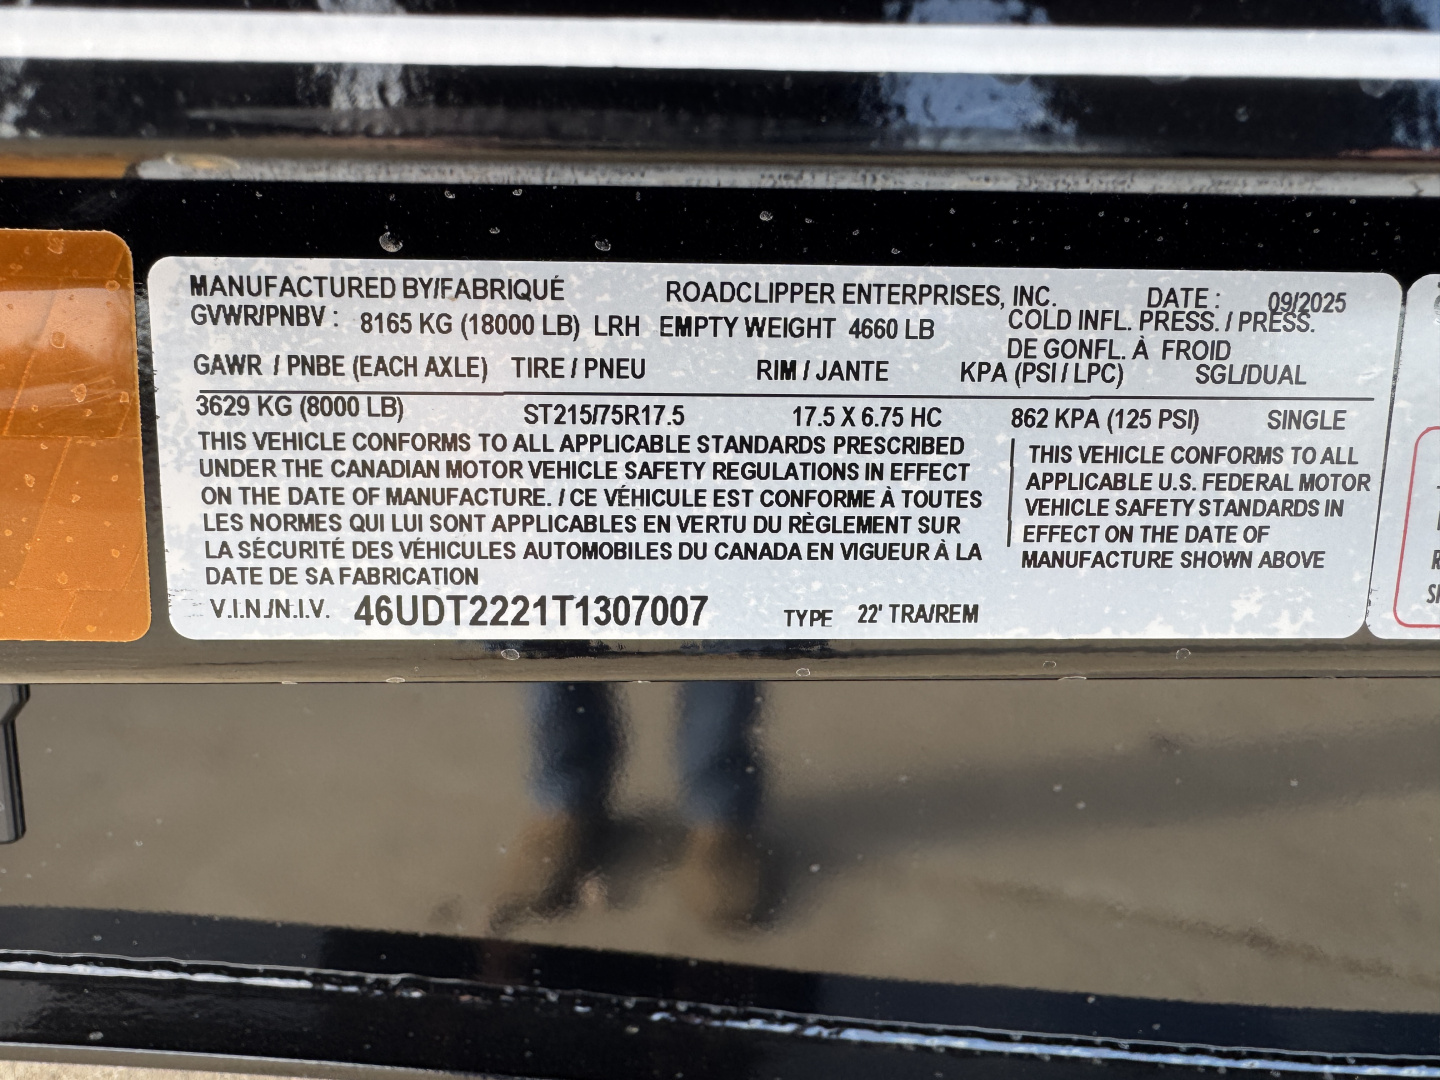 MANUFACTURED BY/FABRIQUÉ ROADCLIPPER ENTERPRISES, INC. DATE : 09/2025
GVWR/PNBV : 8165 KG (18000 LB) LRH EMPTY WEIGHT 4660 LB COLD INFL. PRESS. / PRESS.
DE GONFL. À FROID
GAWR / PNBE (EACH AXLE) TIRE / PNEU RIM / JANTE KPA (PSI / LPC) SGL/DUAL
3629 KG (8000 LB) ST215/75R17.5 17.5 X 6.75 HC 862 KPA (125 PSI) SINGLE
THIS VEHICLE CONFORMS TO ALL APPLICABLE STANDARDS PRESCRIBED
UNDER THE CANADIAN MOTOR VEHICLE SAFETY REGULATIONS IN EFFECT
ON THE DATE OF MANUFACTURE. / CE VÉHICULE EST CONFORME À TOUTES
LES NORMES QUI LUI SONT APPLICABLES EN VERTU DU RÈGLEMENT SUR
LA SÉCURITÉ DES VÉHICULES AUTOMOBILES DU CANADA EN VIGUEUR À LA
DATE DE SA FABRICATION
THIS VEHICLE CONFORMS TO ALL
APPLICABLE U.S. FEDERAL MOTOR
VEHICLE SAFETY STANDARDS IN
EFFECT ON THE DATE OF
MANUFACTURE SHOWN ABOVE
V.I.N./N.I.V. 46UDT2221T1307007 TYPE 22' TRA/REM